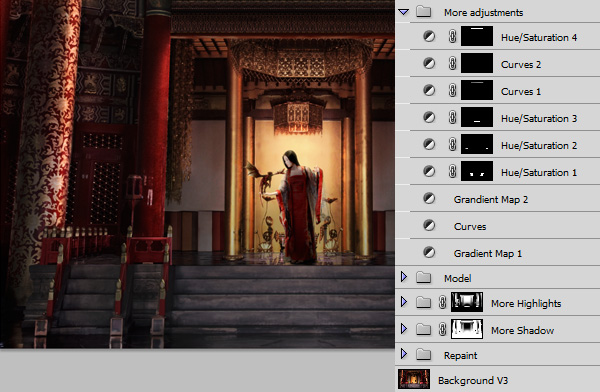 More adjustments
Hue/Saturation 4
Curves 2
Curves 1
Hue/Saturation 3
Hue/Saturation 2
Hue/Saturation 1
Grandient Map 2
Curves
Gradient Map 1
Model
More Highlights
More Shadow
Repaint
Background V3